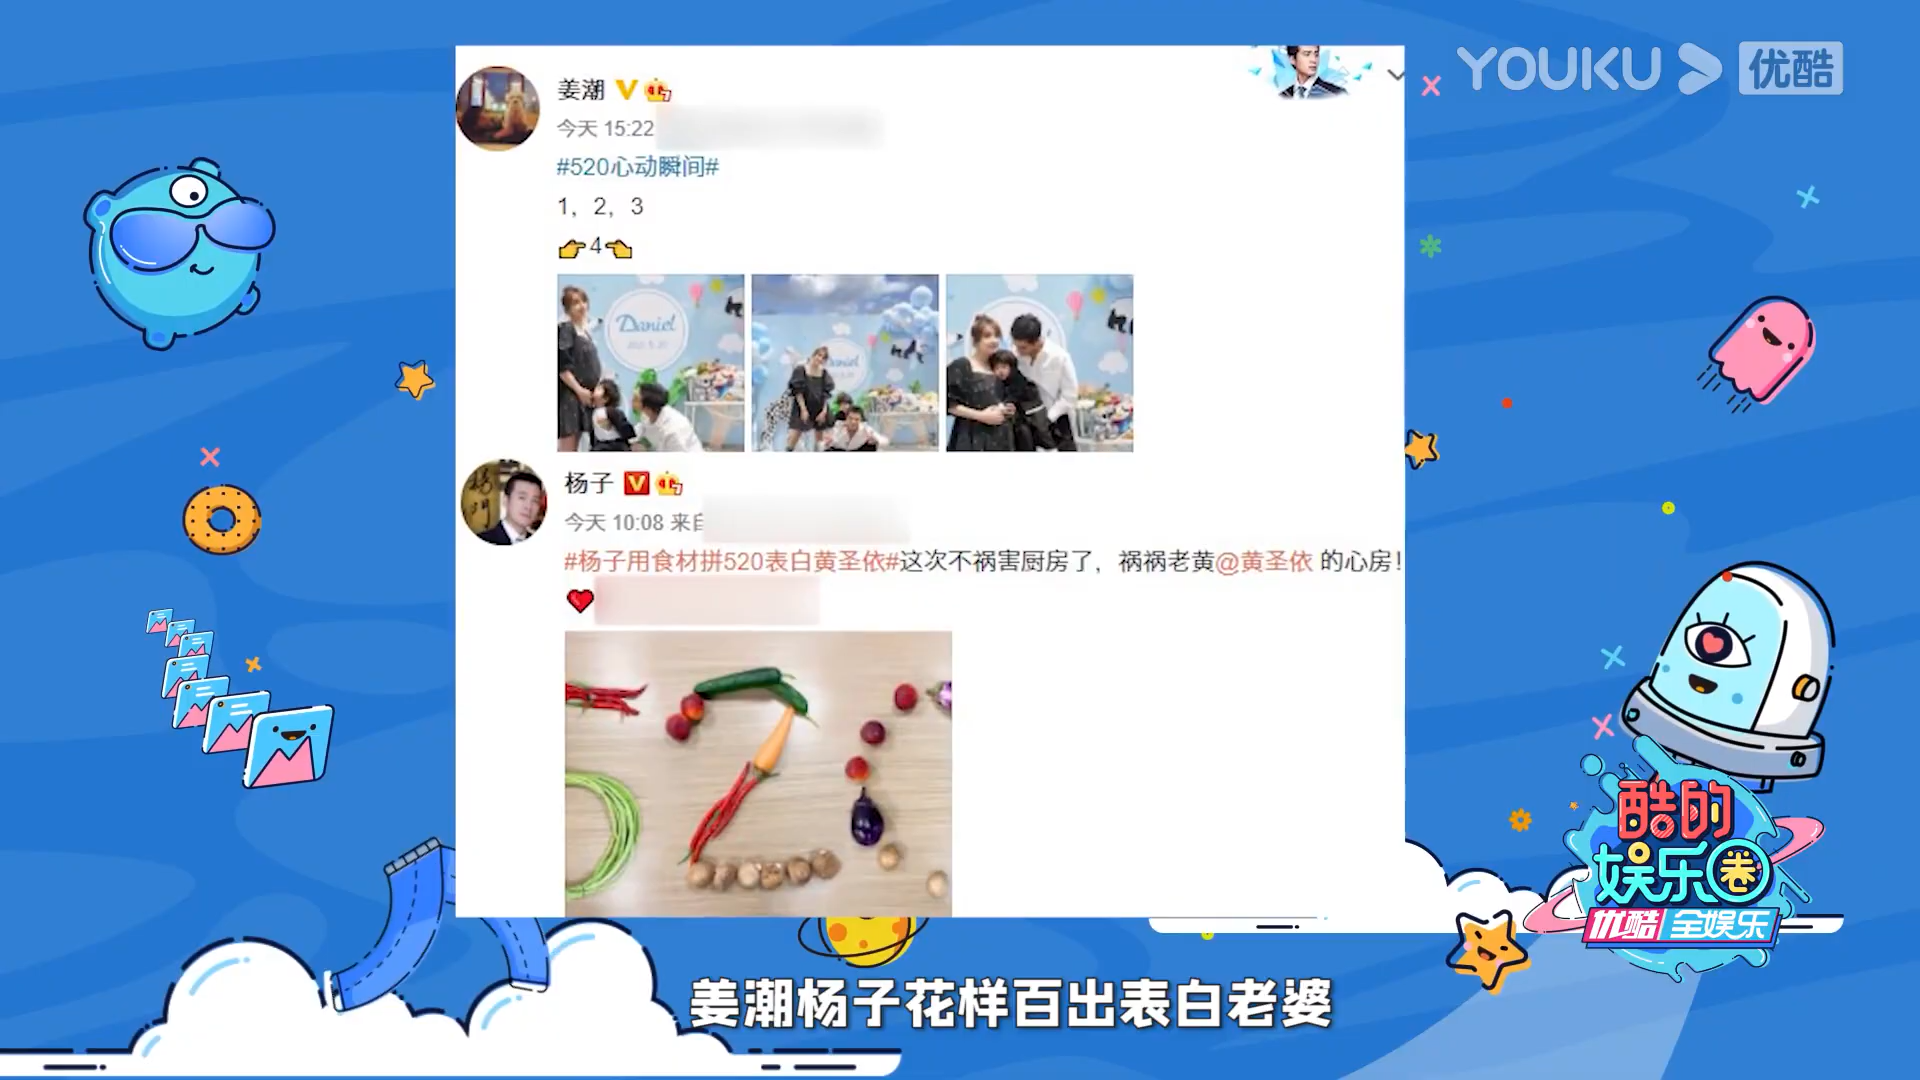 YOUKU 优酷
姜潮
今天 15:22
#520心动瞬间#
1, 2, 3
4
Daniel
Daniel
杨子
今天 10:08 来自
#杨子用食材拼520表白黄圣依#这次不祸害厨房了，祸祸老黄@黄圣依 的心房！
酷的
娱乐圈
优酷 全娱乐
姜潮杨子花样百出表白老婆